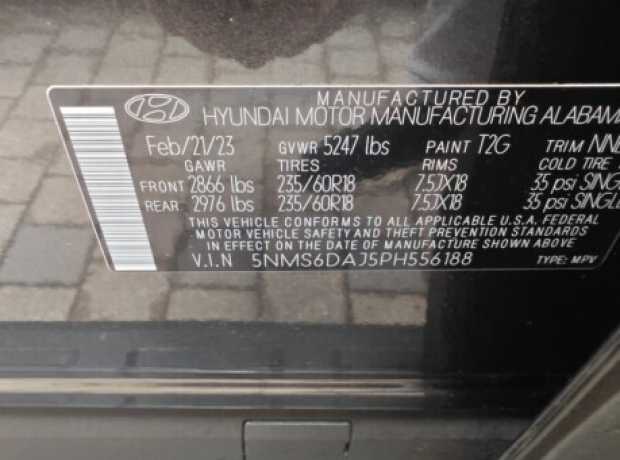 MANUFACTURED BY
HYUNDAI MOTOR MANUFACTURING ALABAMA
Feb/21/23 GVWR 5247 lbs PAINT T2G TRIM
GAWR TIRES RIMS COLD TIRE
FRONT 2866 lbs 235/60R18 7.5JX18 35 psi SINGL
REAR 2976 lbs 235/60R18 7.5JX18 35 psi SINGLE
THIS VEHICLE CONFORMS TO ALL APPLICABLE U.S.A. FEDERAL
MOTOR VEHICLE SAFETY AND THEFT PREVENTION STANDARDS
IN EFFECT ON THE DATE OF MANUFACTURE SHOWN ABOVE.
V.I.N 5NMS6DAJ5PH556188 TYPE: MPV